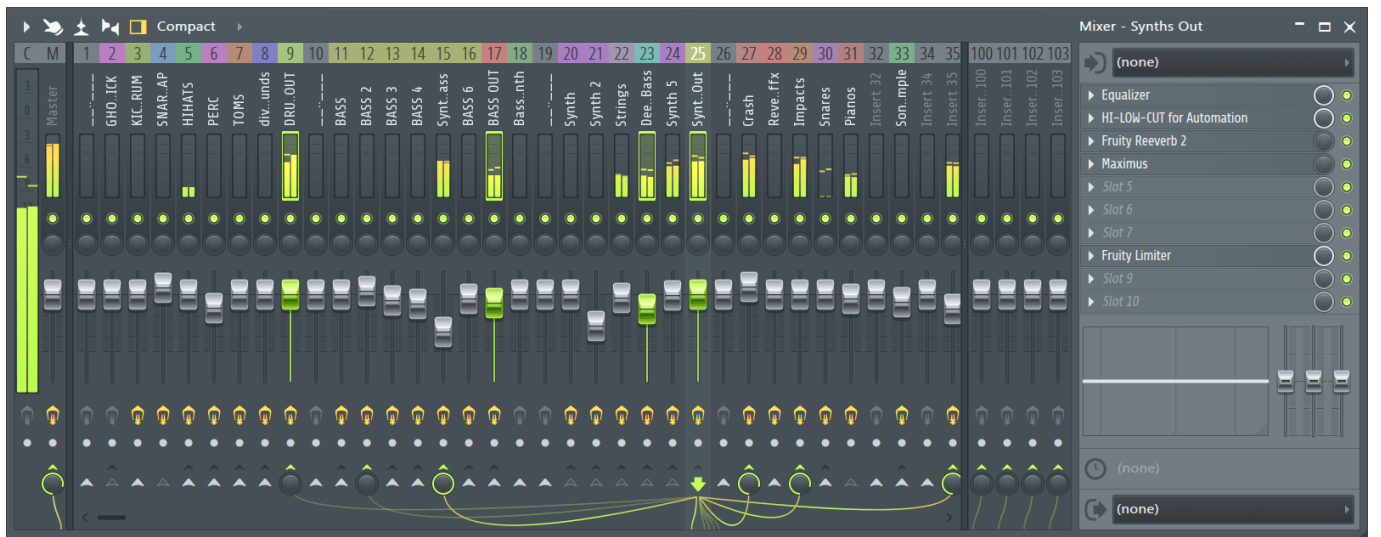 Compact
Mixer - Synths Out
C M 1 2 3 4 5 6 7 8 9 10 11 12 13 14 15 16 17 18 19 20 21 22 23 24 25 26 27 28 29 30 31 32 33 34 35 100 101 102 103
Master
GHO..ICK
KIC..RUM
SNAR..AP
HIHATS
PERC
TOMS
div..unds
DRU..OUT
BASS
BASS 2
BASS 3
BASS 4
Synt..ass
BASS 6
BASS OUT
Bass..nth
Synth
Synth 2
Strings
Dee..Bass
Synth 5
Synt..Out
Crash
Reve..ffx
Impacts
Snares
Pianos
Insert 32
Son..mple
Insert 34
Insert 35
Inser..100
Inser..101
Inser..102
Inser..103
3
0
3
6
(none)
Equalizer
HI-LOW-CUT for Automation
Fruity Reeverb 2
Maximus
Slot 5
Slot 6
Slot 7
Fruity Limiter
Slot 9
Slot 10
(none)
(none)